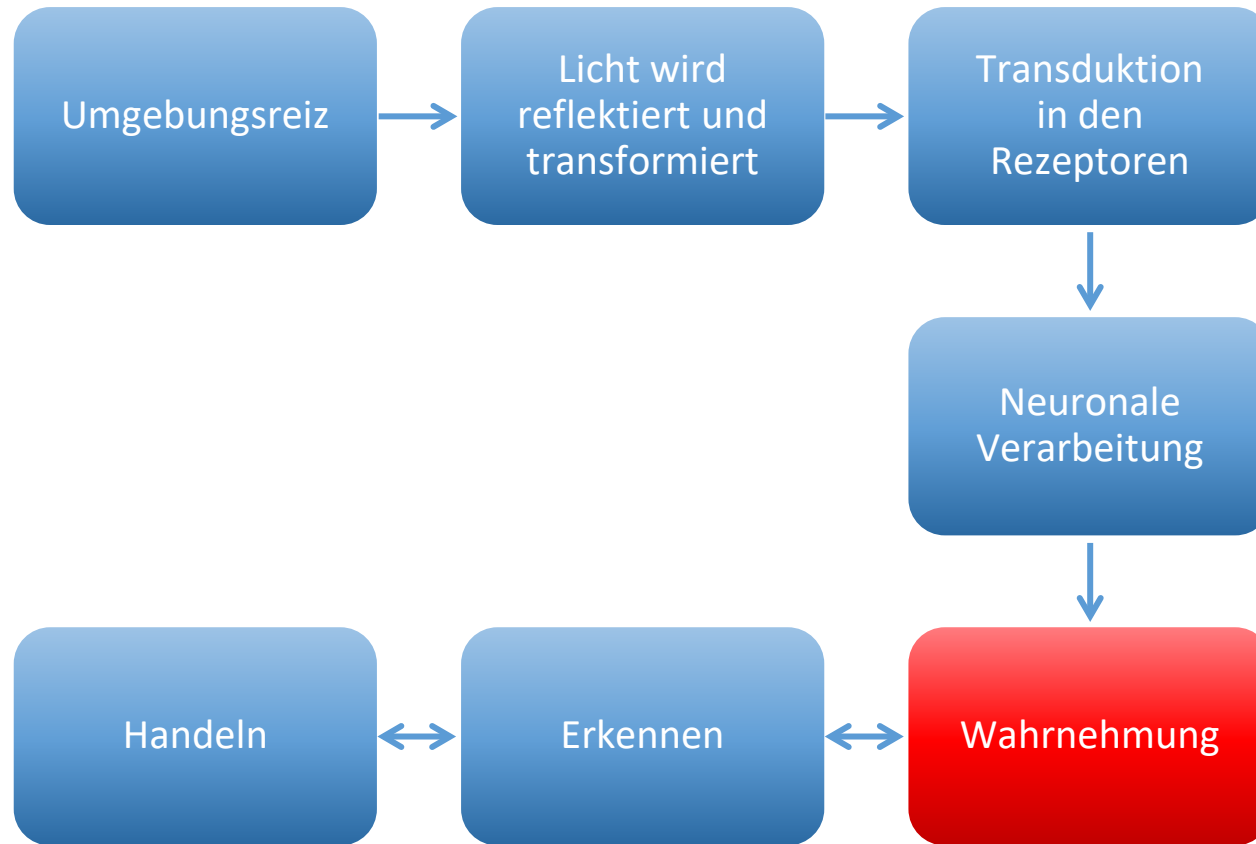 Umgebungsreiz
Licht wird
reflektiert und
transformiert
Transduktion
in den
Rezeptoren
Neuronale
Verarbeitung
Wahrnehmung
Erkennen
Handeln